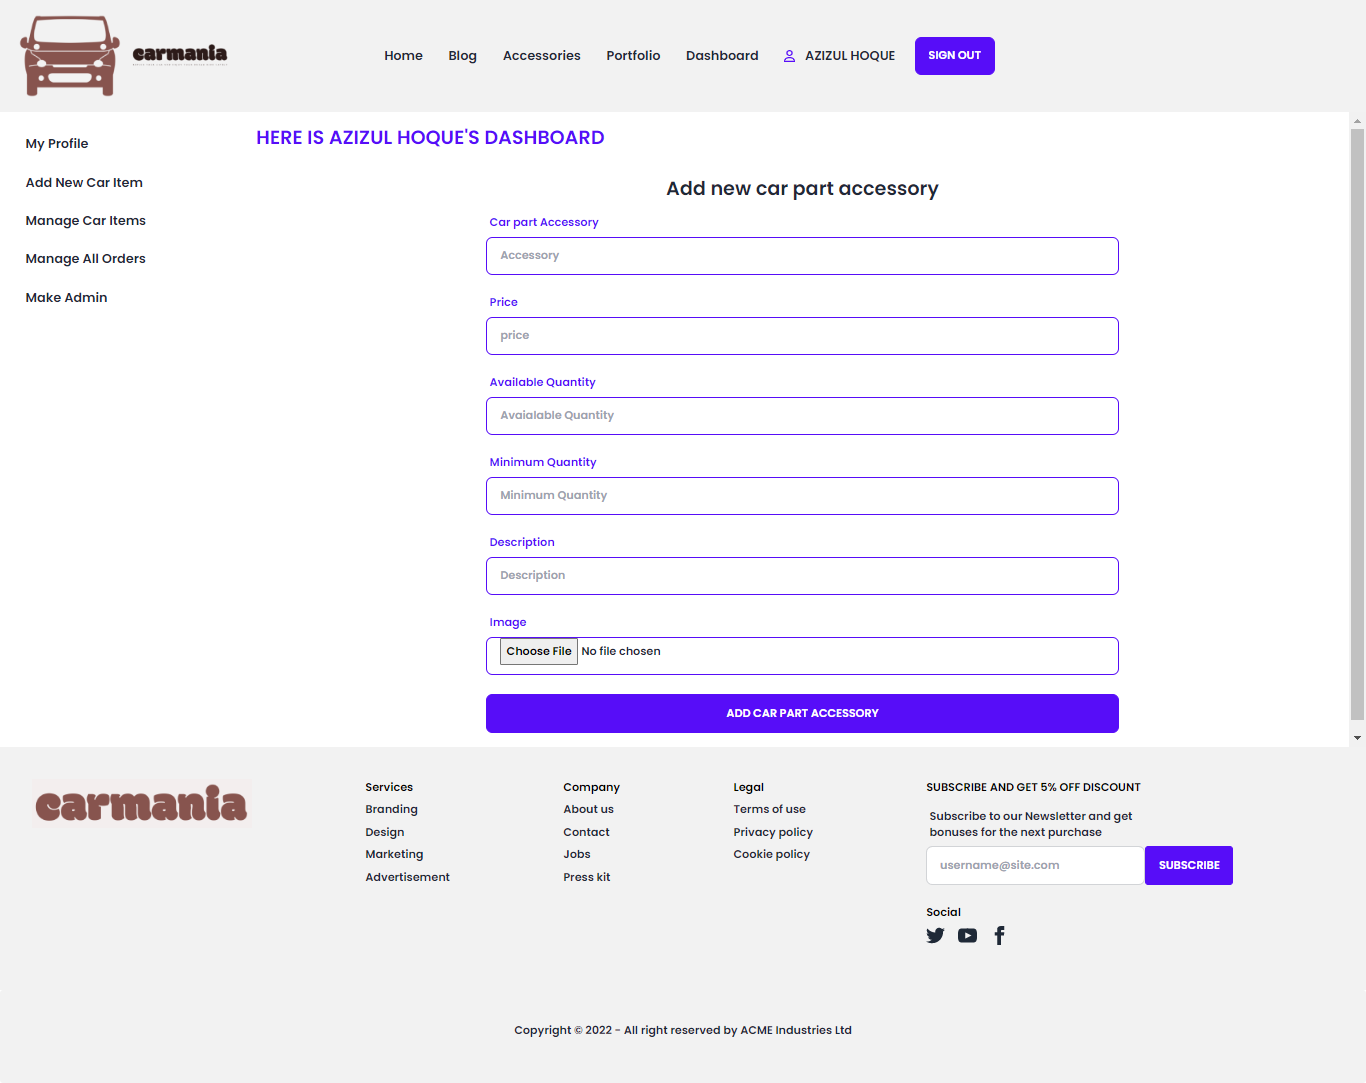 carmania
Home Blog Accessories Portfolio Dashboard AZIZUL HOQUE SIGN OUT
My Profile
Add New Car Item
Manage Car Items
Manage All Orders
Make Admin
HERE IS AZIZUL HOQUE'S DASHBOARD
Add new car part accessory
Car part Accessory
Accessory
Price
price
Available Quantity
Avaialable Quantity
Minimum Quantity
Minimum Quantity
Description
Description
Image
Choose File No file chosen
ADD CAR PART ACCESSORY
carmania
Services
Branding
Design
Marketing
Advertisement
Company
About us
Contact
Jobs
Press kit
Legal
Terms of use
Privacy policy
Cookie policy
SUBSCRIBE AND GET 5% OFF DISCOUNT
Subscribe to our Newsletter and get
bonuses for the next purchase
username@site.com SUBSCRIBE
Social
Copyright © 2022 - All right reserved by ACME Industries Ltd